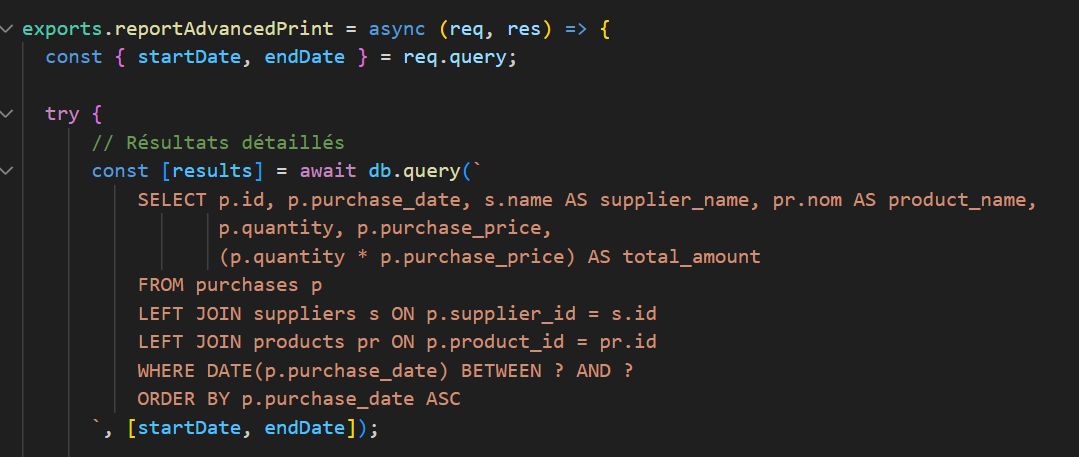 exports.reportAdvancedPrint = async (req, res) => {
const { startDate, endDate } = req.query;
try {
// Résultats détaillés
const [results] = await db.query(`
SELECT p.id, p.purchase_date, s.name AS supplier_name, pr.nom AS product_name,
p.quantity, p.purchase_price,
(p.quantity * p.purchase_price) AS total_amount
FROM purchases p
LEFT JOIN suppliers s ON p.supplier_id = s.id
LEFT JOIN products pr ON p.product_id = pr.id
WHERE DATE(p.purchase_date) BETWEEN ? AND ?
ORDER BY p.purchase_date ASC
`, [startDate, endDate]);